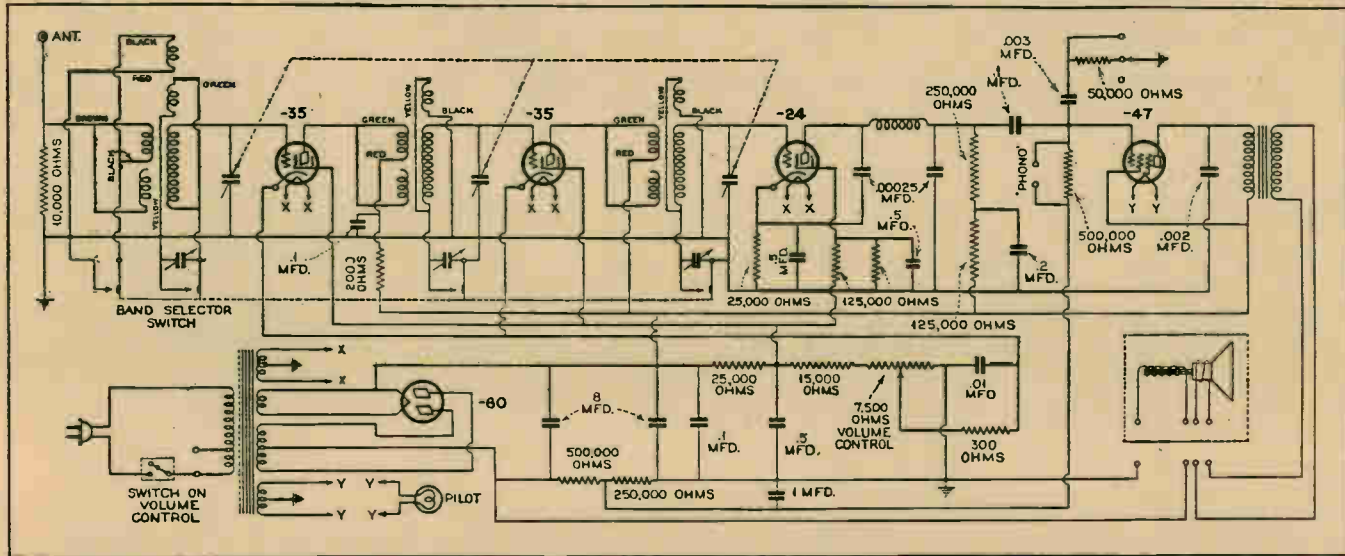 ANT.
BLACK
RED
GREEN
BROWN
BLACK
YELLOW
10,000 OHMS
-35
GREEN
RED
YELLOW
BLACK
-35
GREEN
RED
YELLOW
BLACK
-24
.003
MFD.
.1
MFD.
250,000
OHMS
50,000 OHMS
-47
"PHONO"
X X
X X
X X
Y Y
.00025
MFD.
.5
MFD.
.1
MFD.
2000
OHMS
.5
MFD.
500,000
OHMS
.002
MFD.
.2
MFD.
25,000 OHMS
125,000 OHMS
125,000 OHMS
BAND SELECTOR
SWITCH
X
X
-80
8
MFD.
25,000
OHMS
15,000
OHMS
7,500
OHMS
VOLUME
CONTROL
.01
MFD
300
OHMS
.1
MFD.
.5
MFD.
500,000
OHMS
250,000 OHMS
1 MFD.
SWITCH ON
VOLUME
CONTROL
Y Y
PILOT
Y Y